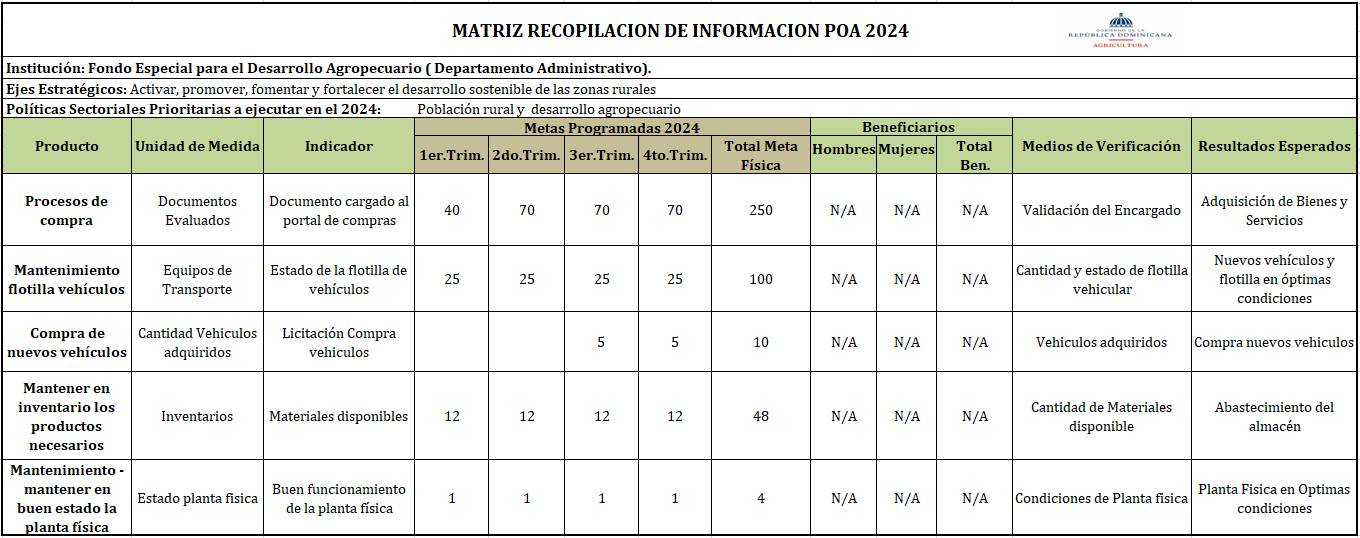 MATRIZ RECOPILACION DE INFORMACION POA 2024
GOBIERNO DE LA
REPÚBLICA DOMINICANA
AGRICULTURA
Institución: Fondo Especial para el Desarrollo Agropecuario ( Departamento Administrativo).
Ejes Estratégicos: Activar, promover, fomentar y fortalecer el desarrollo sostenible de las zonas rurales
Políticas Sectoriales Prioritarias a ejecutar en el 2024: Población rural y desarrollo agropecuario
Producto Unidad de Medida Indicador Metas Programadas 2024 Beneficiarios Medios de Verificación Resultados Esperados
1er.Trim. 2do.Trim. 3er.Trim. 4to.Trim. Total Meta Física Hombres Mujeres Total Ben.
Procesos de compra Documentos Evaluados Documento cargado al portal de compras 40 70 70 70 250 N/A N/A N/A Validación del Encargado Adquisición de Bienes y Servicios
Mantenimiento flotilla vehículos Equipos de Transporte Estado de la flotilla de vehículos 25 25 25 25 100 N/A N/A N/A Cantidad y estado de flotilla vehicular Nuevos vehículos y flotilla en óptimas condiciones
Compra de nuevos vehículos Cantidad Vehiculos adquiridos Licitación Compra vehiculos 5 5 10 N/A N/A N/A Vehiculos adquiridos Compra nuevos vehiculos
Mantener en inventario los productos necesarios Inventarios Materiales disponibles 12 12 12 12 48 N/A N/A N/A Cantidad de Materiales disponible Abastecimiento del almacén
Mantenimiento - mantener en buen estado la planta física Estado planta fisica Buen funcionamiento de la planta física 1 1 1 1 4 N/A N/A N/A Condiciones de Planta fisica Planta Fisica en Optimas condiciones